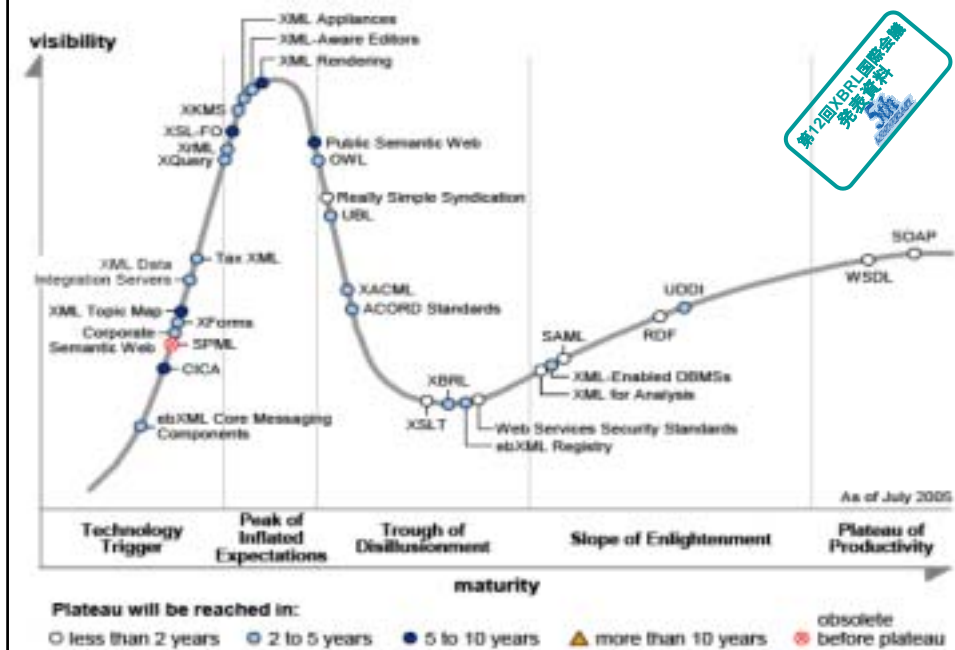 visibility
XML Appliances
XML-Aware Editors
XML Rendering
XKMS
XSL-FO
XrML
XQuery
Public Semantic Web
OWL
Really Simple Syndication
UBL
Tax XML
XML Data
Integration Servers
XML Topic Map
XForms
Corporate
Semantic Web
SPML
CICA
ebXML Core Messaging
Components
XACML
ACORD Standards
XBRL
XSLT
Web Services Security Standards
ebXML Registry
SAML
XML-Enabled DBMSs
XML for Analysis
UDDI
RDF
SOAP
WSDL
第12回XBRL国際会議
発表資料
5th
ANNIVERSARY
As of July 2005
Technology
Trigger
Peak of
Inflated
Expectations
Trough of
Disillusionment
Slope of Enlightenment
Plateau of
Productivity
maturity
Plateau will be reached in:
less than 2 years
2 to 5 years
5 to 10 years
more than 10 years
obsolete
before plateau